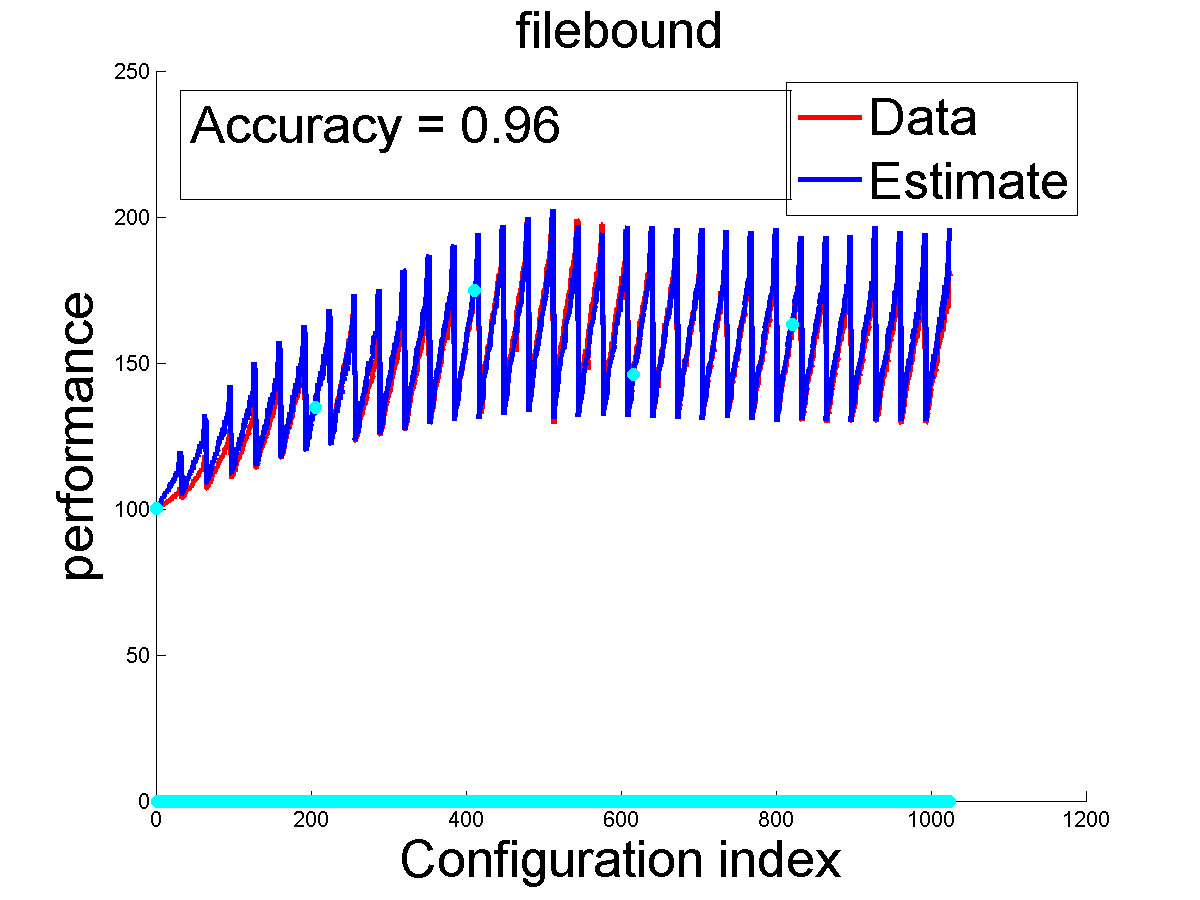 filebound
Accuracy = 0.96
Data
Estimate
250
200
150
100
50
0
performance
0 200 400 600 800 1000 1200
Configuration index